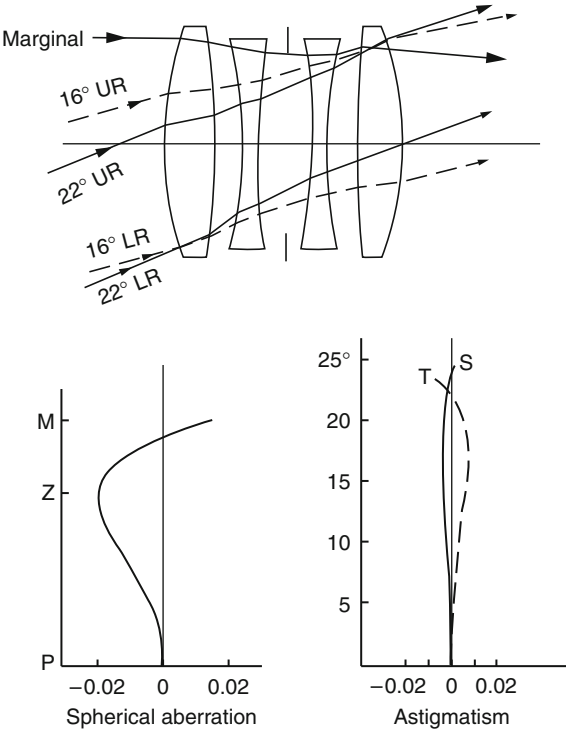 Marginal
16° UR
22° UR
16° LR
22° LR
M
Z
P
−0.02 0 0.02
Spherical aberration
25°
T S
20
15
10
5
−0.02 0 0.02
Astigmatism